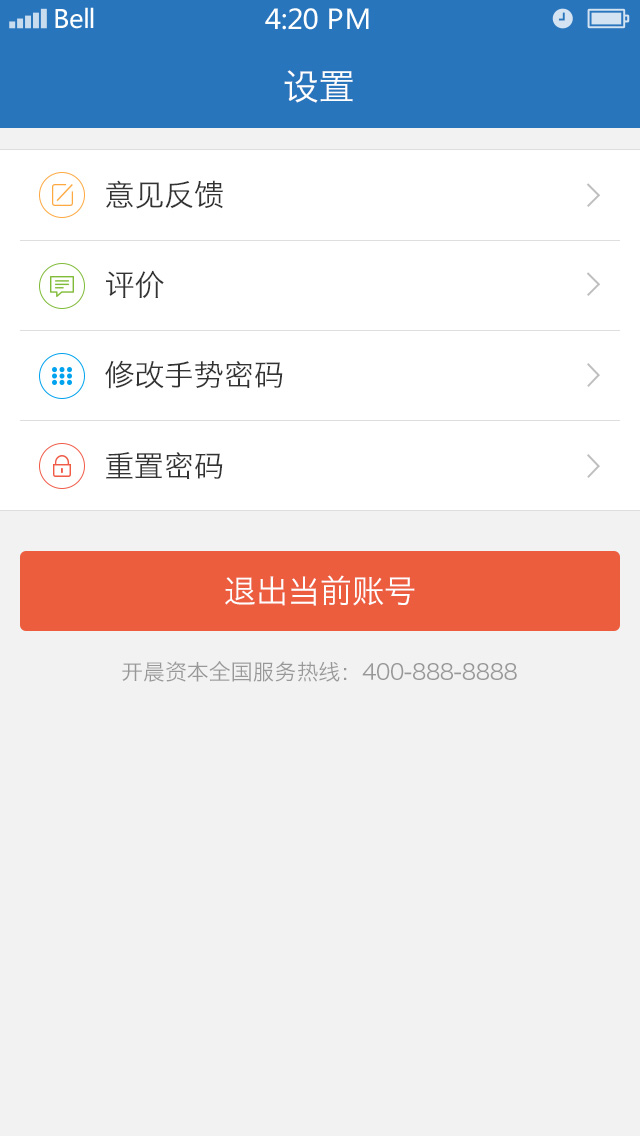 Bell 4:20 PM
设置
意见反馈
评价
修改手势密码
重置密码
退出当前账号
开晨资本全国服务热线：400-888-8888